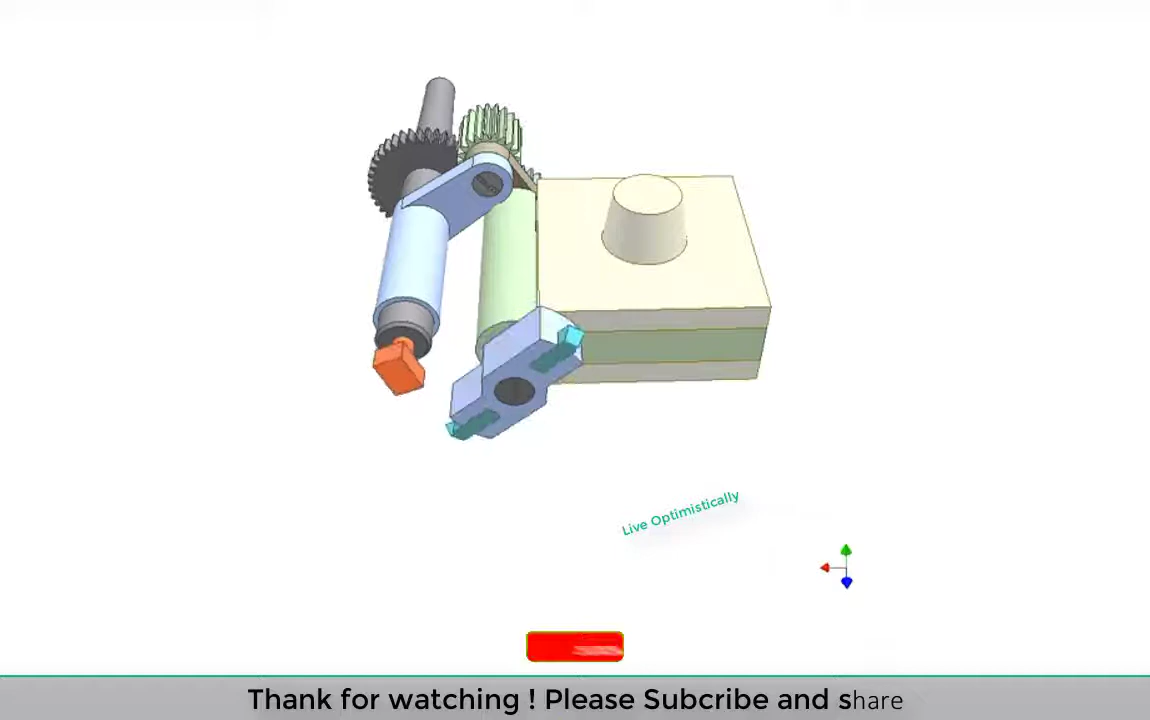 Live Optimistically
Thank for watching ! Please Subcribe and share